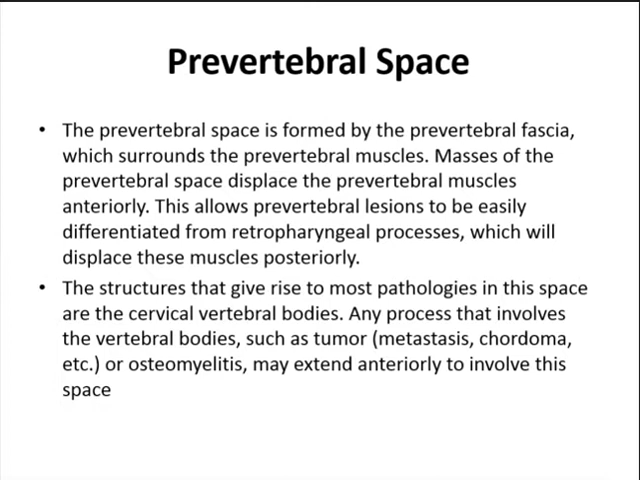 Prevertebral Space
• The prevertebral space is formed by the prevertebral fascia,
which surrounds the prevertebral muscles. Masses of the
prevertebral space displace the prevertebral muscles
anteriorly. This allows prevertebral lesions to be easily
differentiated from retropharyngeal processes, which will
displace these muscles posteriorly.
• The structures that give rise to most pathologies in this space
are the cervical vertebral bodies. Any process that involves
the vertebral bodies, such as tumor (metastasis, chordoma,
etc.) or osteomyelitis, may extend anteriorly to involve this
space